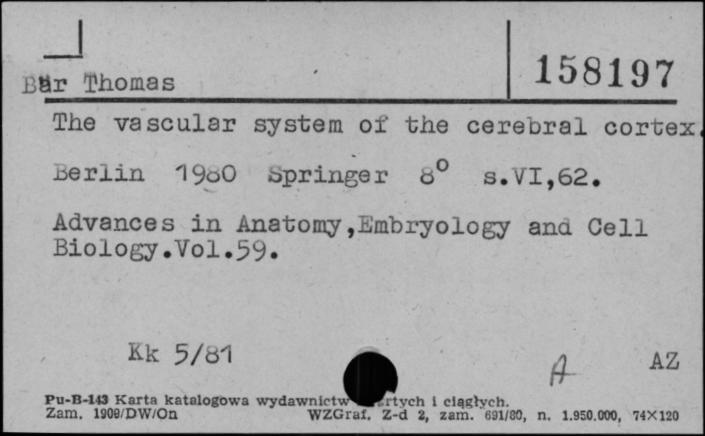 158197
Bär Thomas
The vascular system of the cerebral cortex.
Berlin 1980 Springer 8° s.VI,62.
Advances in Anatomy,Embryology and Cell
Biology.Vol.59.
Kk 5/81
A AZ
Pu-B-143 Karta katalogowa wydawnictw rtych i ciągłych.
Zam. 1909/DW/On WZGraf. Z-d 2, zam. 691/80, n. 1.950.000, 74×120